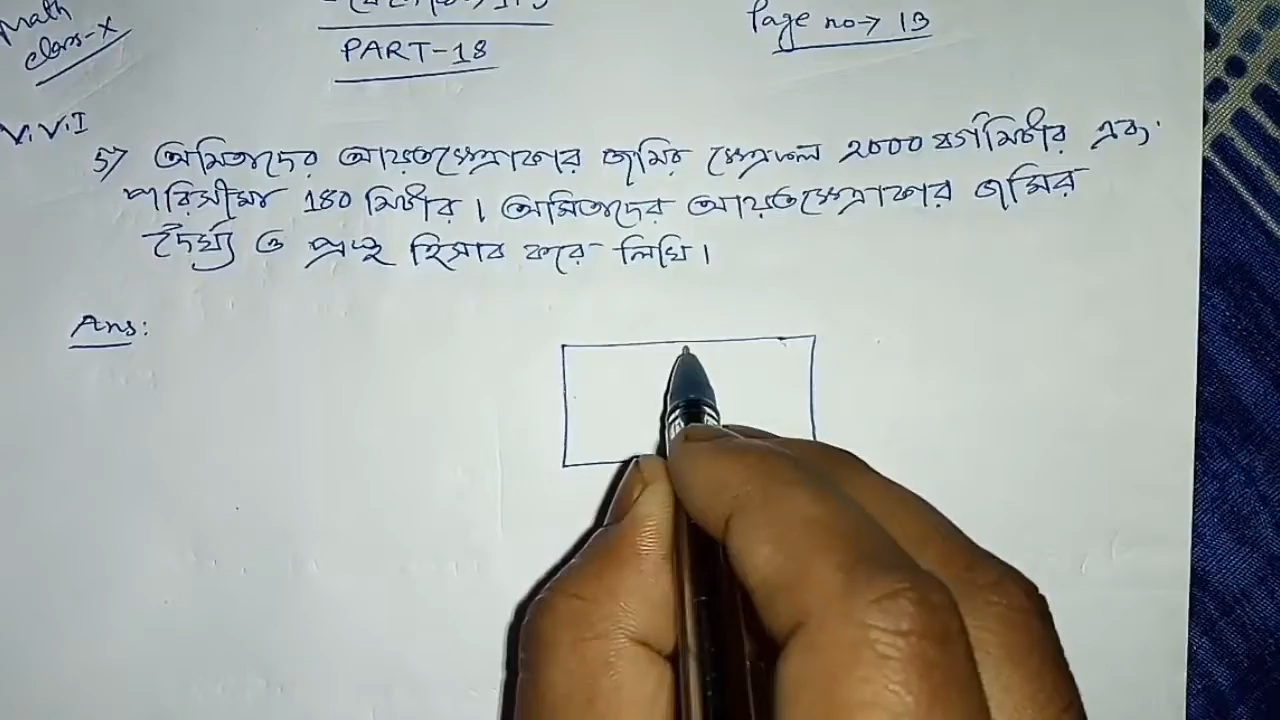 Math
class-X
PART-18
Page no→ 13
V.V.I
5) অমিতাদের আয়তক্ষেত্রাকার জমির ক্ষেত্রফল 2000 বর্গমিটার এবং
পরিসীমা 180 মিটার। অমিতাদের আয়তক্ষেত্রাকার জমির
দৈর্ঘ্য ও প্রস্থ হিসাব করে লিখি।
Ans: